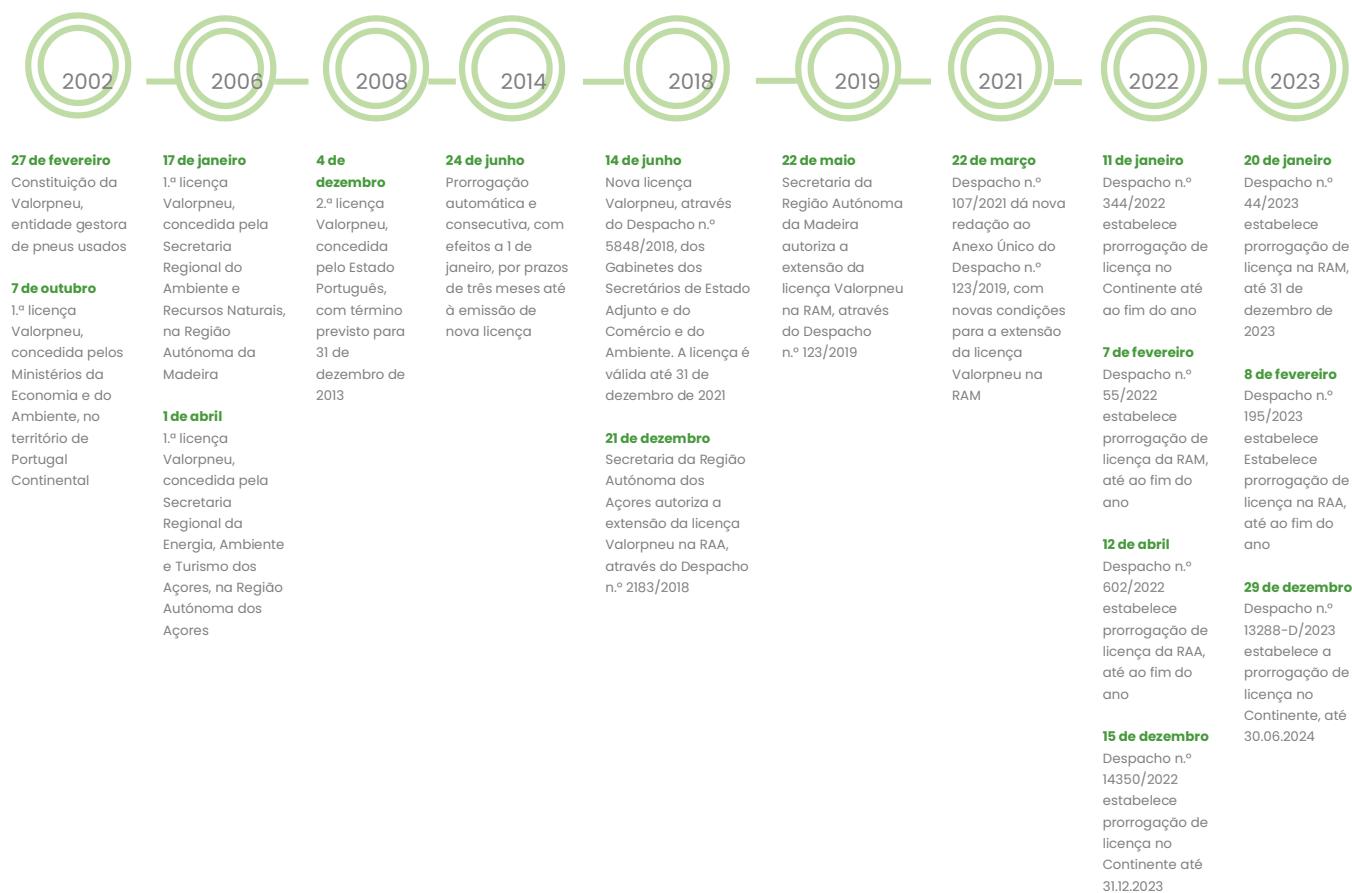 2002
2006
2008
2014
2018
2019
2021
2022
2023
27 de fevereiro
Constituição da
Valorpneu,
entidade gestora
de pneus usados
7 de outubro
1.ª licença
Valorpneu,
concedida pelos
Ministérios da
Economia e do
Ambiente, no
território de
Portugal
Continental
17 de janeiro
1.ª licença
Valorpneu,
concedida pela
Secretaria
Regional do
Ambiente e
Recursos Naturais,
na Região
Autónoma da
Madeira
1 de abril
1.ª licença
Valorpneu,
concedida pela
Secretaria
Regional da
Energia, Ambiente
e Turismo dos
Açores, na Região
Autónoma dos
Açores
4 de
dezembro
2.ª licença
Valorpneu,
concedida
pelo Estado
Português,
com término
previsto para
31 de
dezembro de
2013
24 de junho
Prorrogação
automática e
consecutiva, com
efeitos a 1 de
janeiro, por prazos
de três meses até
à emissão de
nova licença
14 de junho
Nova licença
Valorpneu, através
do Despacho n.º
5848/2018, dos
Gabinetes dos
Secretários de Estado
Adjunto e do
Comércio e do
Ambiente. A licença é
válida até 31 de
dezembro de 2021
21 de dezembro
Secretaria da Região
Autónoma dos
Açores autoriza a
extensão da licença
Valorpneu na RAA,
através do Despacho
n.º 2183/2018
22 de maio
Secretaria da
Região Autónoma
da Madeira
autoriza a
extensão da
licença Valorpneu
na RAM, através
do Despacho
n.º 123/2019
22 de março
Despacho n.º
107/2021 dá nova
redação ao
Anexo Único do
Despacho n.º
123/2019, com
novas condições
para a extensão
da licença
Valorpneu na
RAM
11 de janeiro
Despacho n.º
344/2022
estabelece
prorrogação de
licença no
Continente até
ao fim do ano
7 de fevereiro
Despacho n.º
55/2022
estabelece
prorrogação de
licença da RAM,
até ao fim do
ano
12 de abril
Despacho n.º
602/2022
estabelece
prorrogação de
licença da RAA,
até ao fim do
ano
15 de dezembro
Despacho n.º
14350/2022
estabelece
prorrogação de
licença no
Continente até
31.12.2023
20 de janeiro
Despacho n.º
44/2023
estabelece
prorrogação de
licença na RAM,
até 31 de
dezembro de
2023
8 de fevereiro
Despacho n.º
195/2023
estabelece
Estabelece
prorrogação de
licença na RAA,
até ao fim do
ano
29 de dezembro
Despacho n.º
13288-D/2023
estabelece a
prorrogação de
licença no
Continente, até
30.06.2024